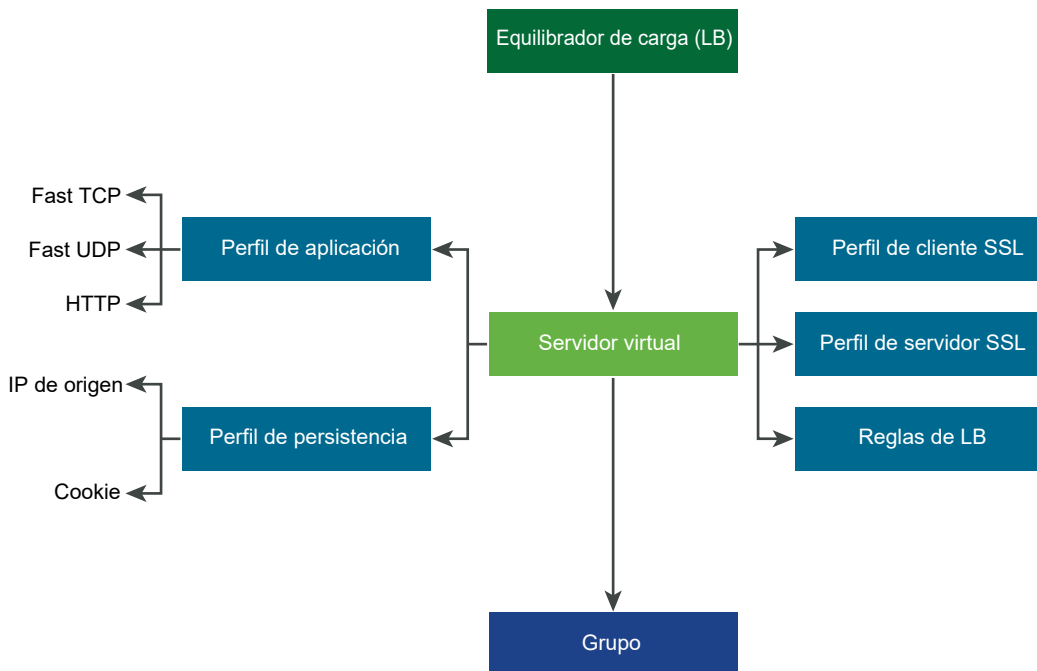 Equilibrador de carga (LB)
Fast TCP
Fast UDP
HTTP
Perfil de aplicación
IP de origen
Cookie
Perfil de persistencia
Servidor virtual
Perfil de cliente SSL
Perfil de servidor SSL
Reglas de LB
Grupo